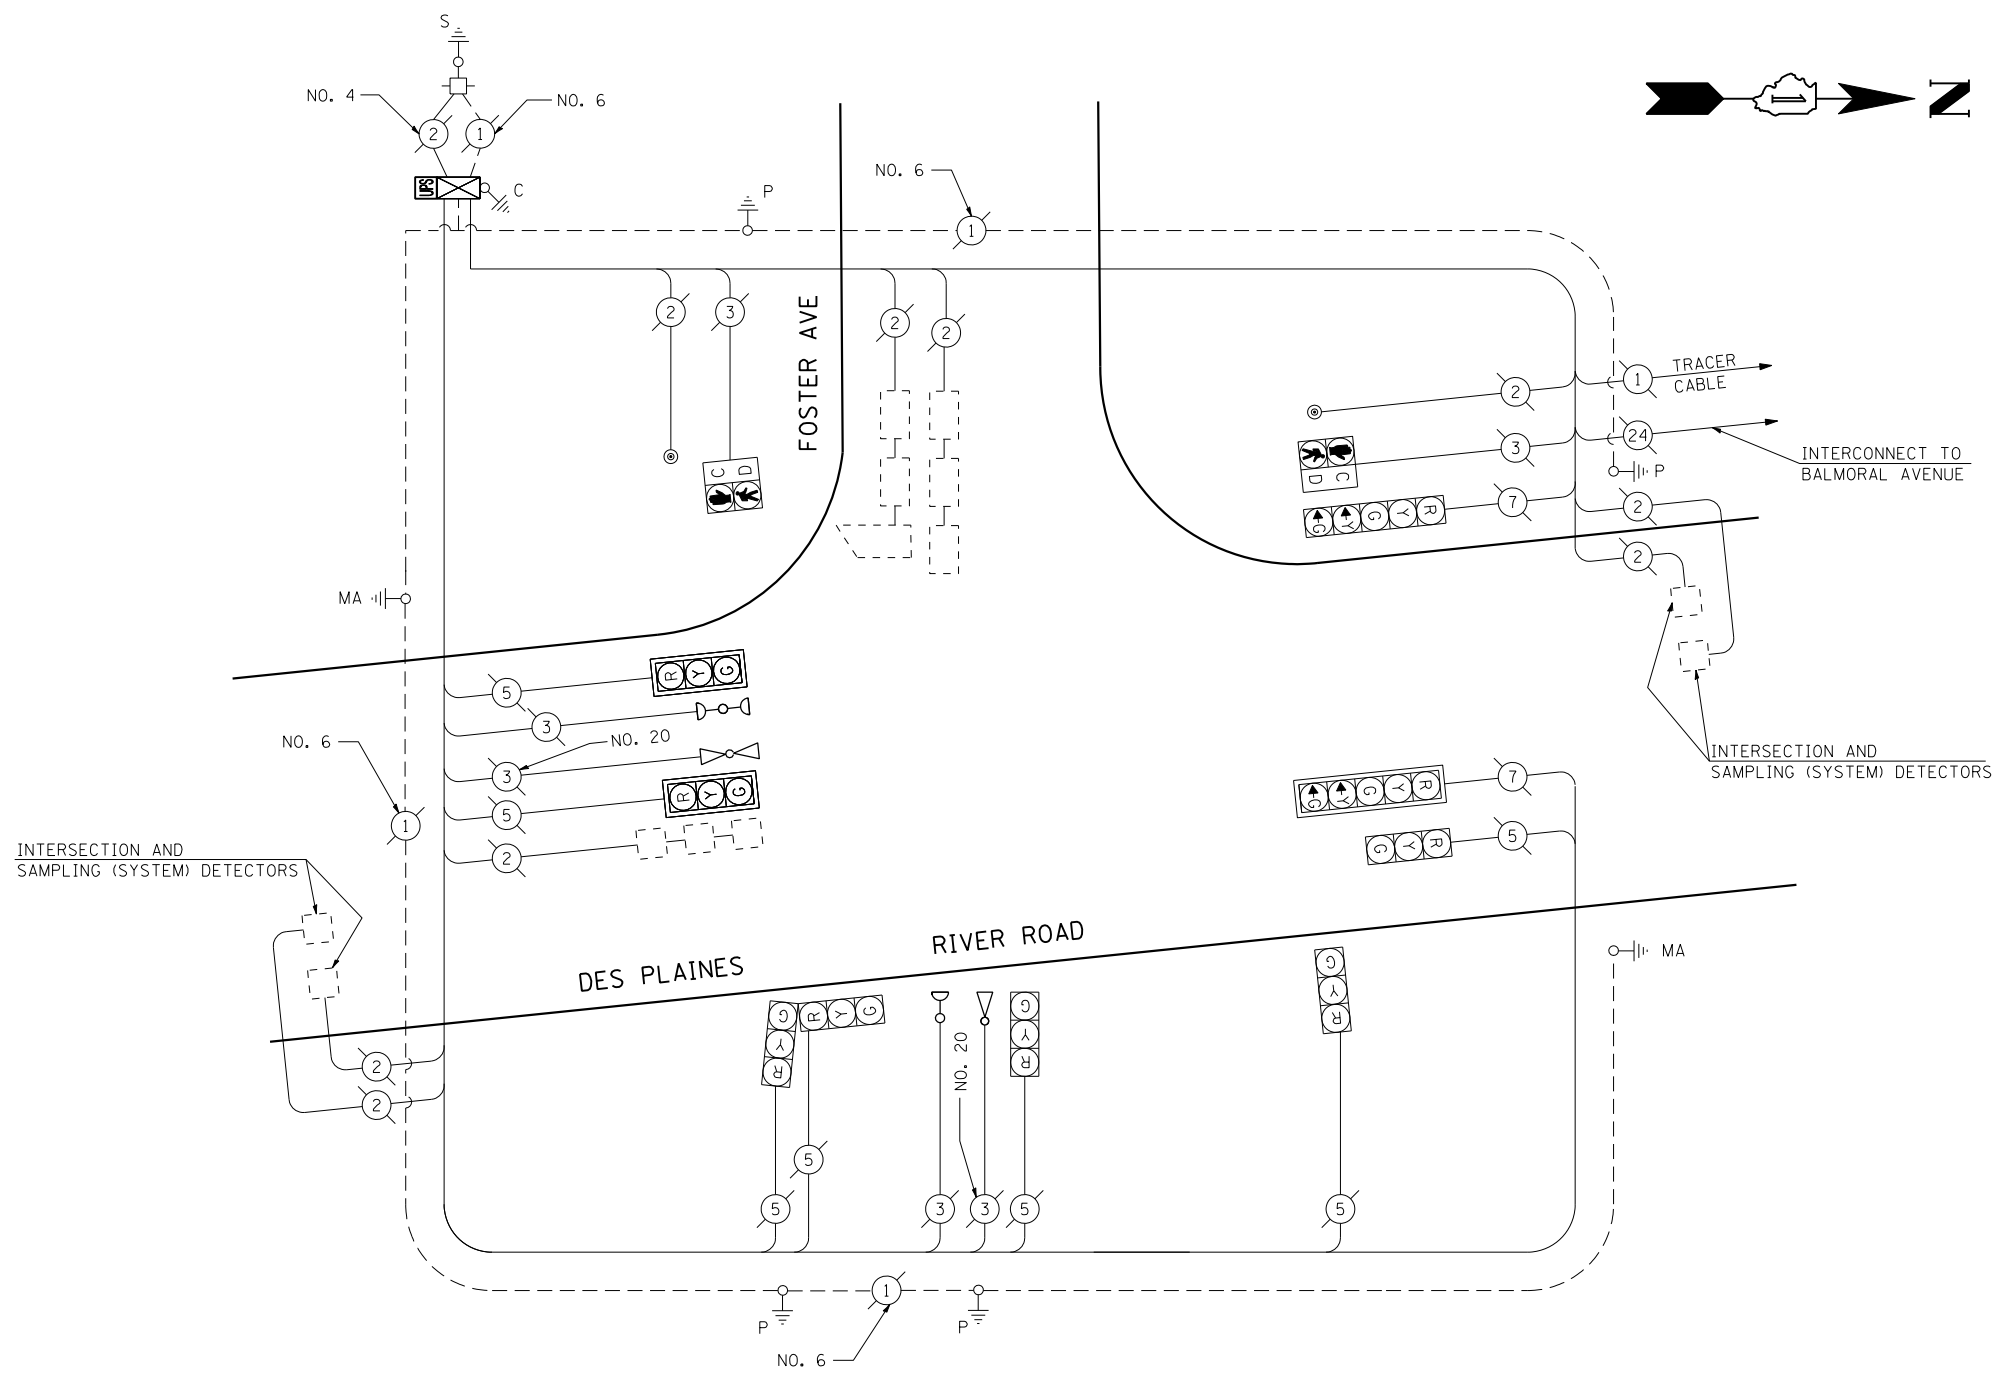 S
NO. 4
NO. 6
2
1
UPS
C
N
1
NO. 6
P
1
2
3
2
2
FOSTER AVE
C D
2
1
TRACER
CABLE
3
24
INTERCONNECT TO
BALMORAL AVENUE
P
D C
7
2
G Y G Y R
2
MA
5
R Y G
3
NO. 20
3
NO. 6
1
5
R Y G
2
INTERSECTION AND
SAMPLING (SYSTEM) DETECTORS
7
G Y G Y R
5
G Y R
INTERSECTION AND
SAMPLING (SYSTEM) DETECTORS
DES PLAINES
RIVER ROAD
MA
2
2
G
Y
R
R Y G
G
Y
R
G
Y
R
NO. 20
5
5
3
3
5
5
P
1
P
NO. 6